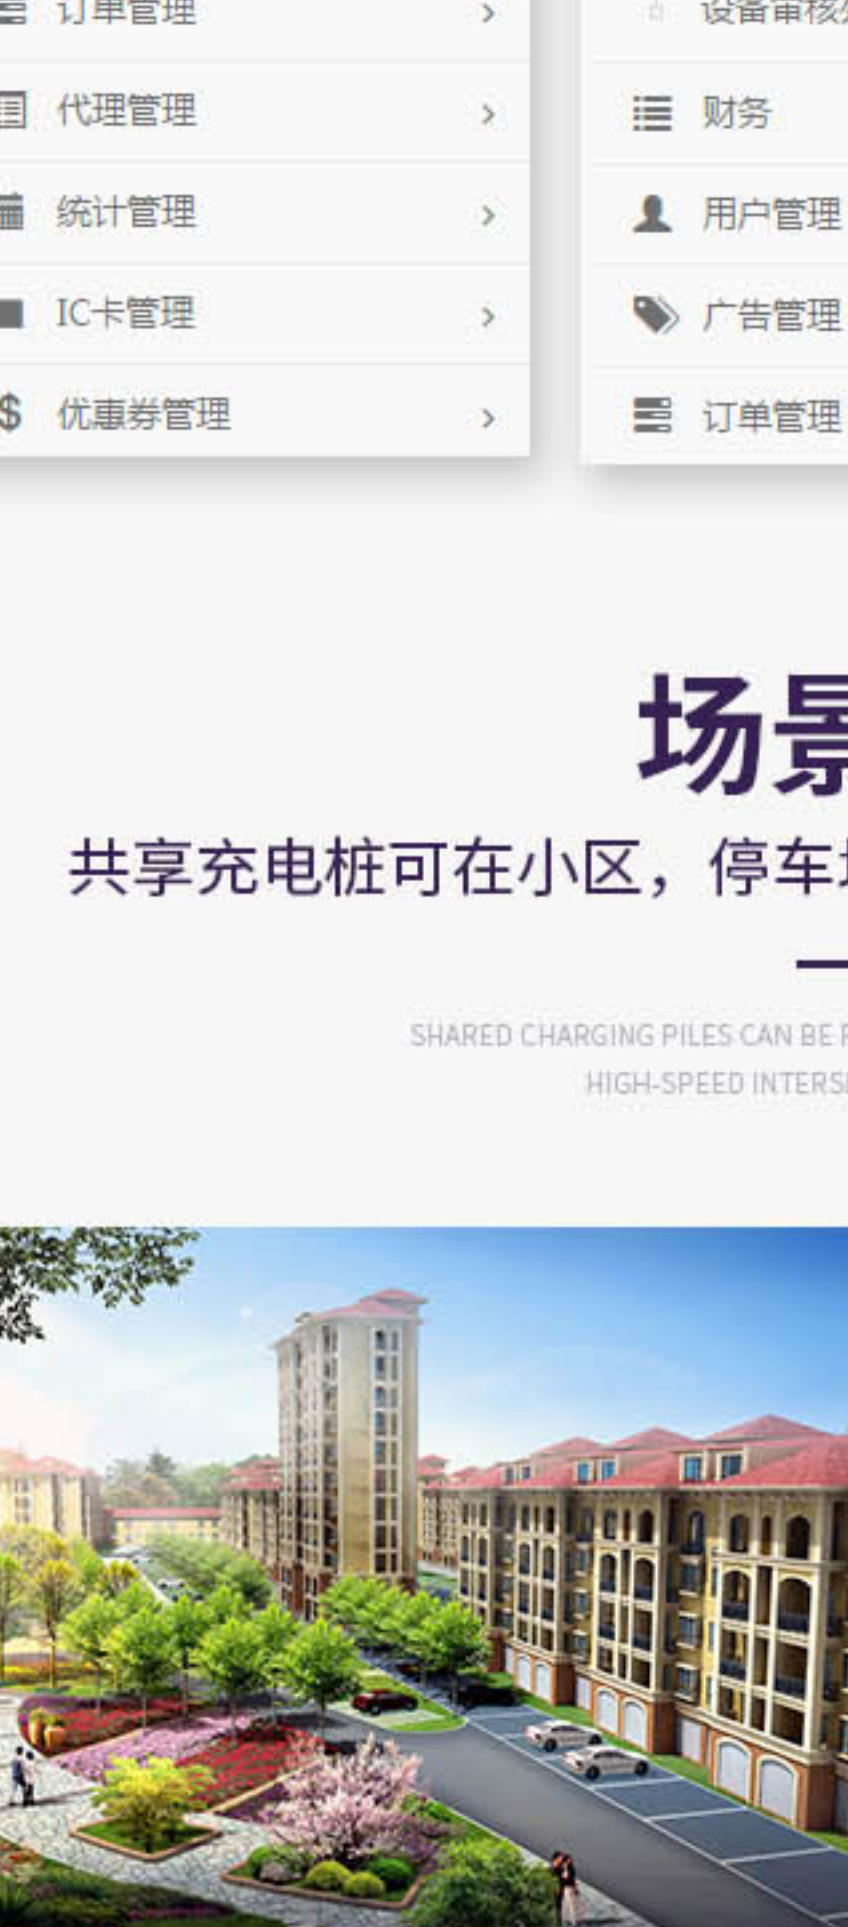 订单管理
代理管理
统计管理
IC卡管理
优惠券管理
设备审核
财务
用户管理
广告管理
订单管理
场景
共享充电桩可在小区，停车
SHARED CHARGING PILES CAN BE
HIGH-SPEED